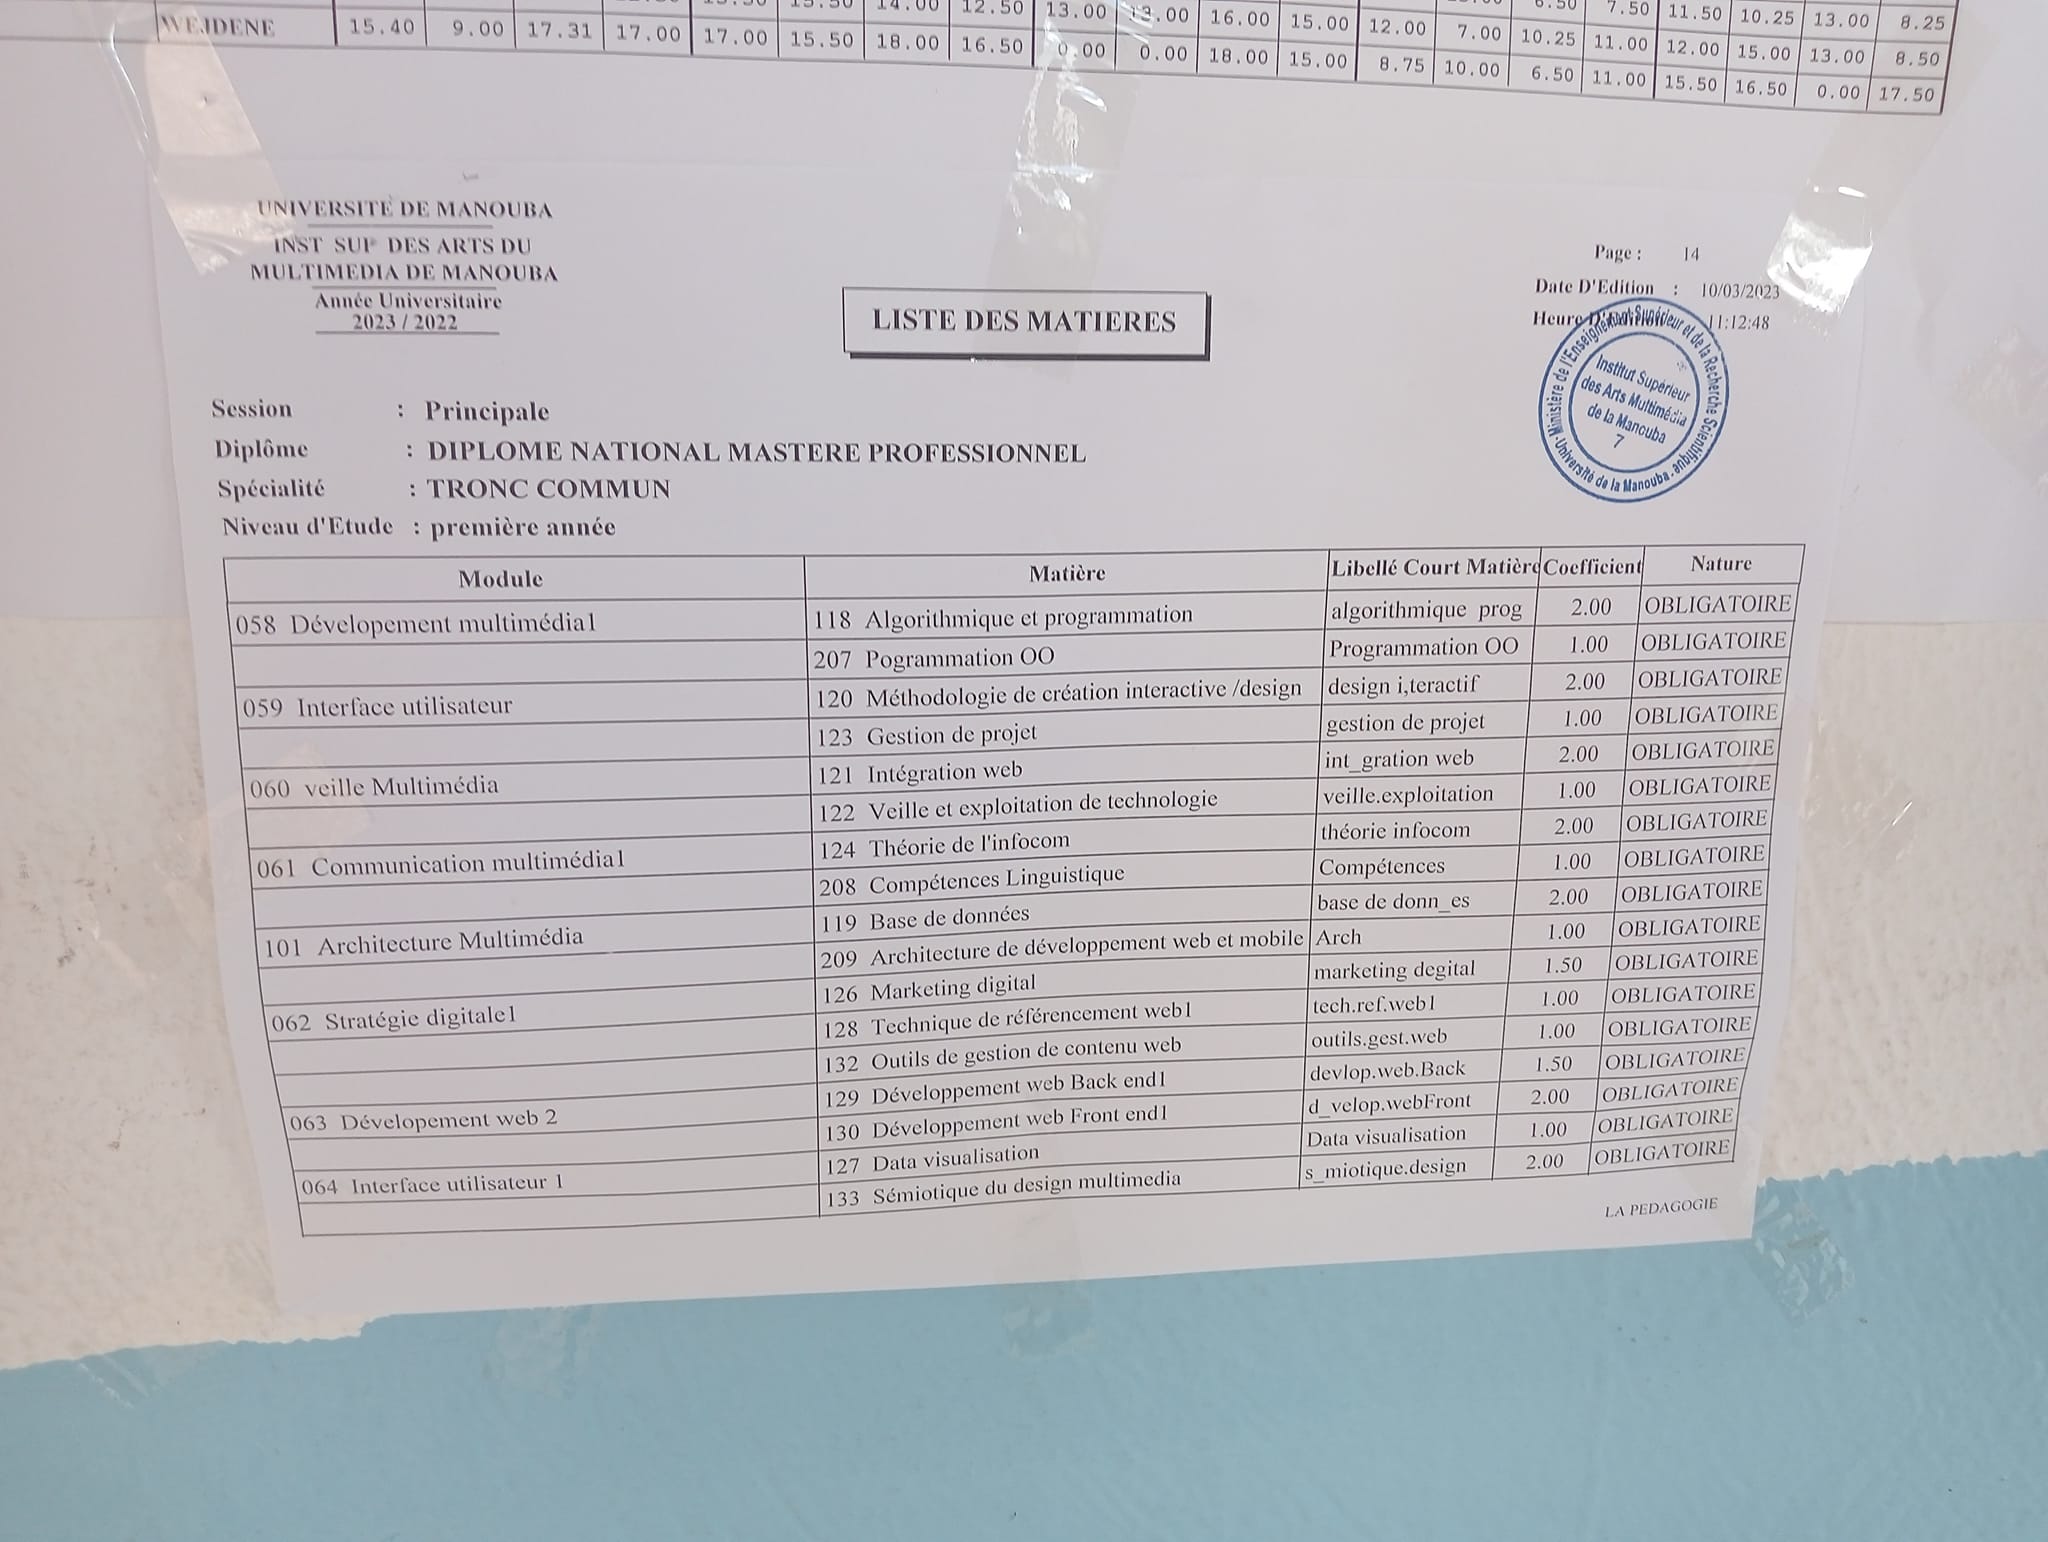 12.50 13.00 16.00 15.00 12.00 7.50 11.50 10.25 13.00 8.25
WEJDENE 15.40 9.00 17.31 17.00 17.00 15.50 18.00 16.50 0.00 0.00 18.00 15.00 8.75 10.00 6.50 11.00 15.50 16.50 0.00 17.50
7.00 10.25 11.00 12.00 15.00 13.00 8.50
UNIVERSITÉ DE MANOUBA
INST SUP DES ARTS DU
MULTIMEDIA DE MANOUBA
Année Universitaire
2023 / 2022
Page : 14
Date D'Edition : 10/03/2023
Heure D'Edition 11:12:48
LISTE DES MATIERES
Ministère de l'Enseignement Supérieur et de la Recherche Scientifique
Université de la Manouba
Institut Supérieur
des Arts Multimédia
de la Manouba
7
Session : Principale
Diplôme : DIPLOME NATIONAL MASTERE PROFESSIONNEL
Spécialité : TRONC COMMUN
Niveau d'Etude : première année
Module Matière Libellé Court Matière Coefficient Nature
058 Dévelopement multimédia1 118 Algorithmique et programmation algorithmique prog 2.00 OBLIGATOIRE
207 Pogrammation OO Programmation OO 1.00 OBLIGATOIRE
059 Interface utilisateur 120 Méthodologie de création interactive /design design i,teractif 2.00 OBLIGATOIRE
123 Gestion de projet gestion de projet 1.00 OBLIGATOIRE
060 veille Multimédia 121 Intégration web int_gration web 2.00 OBLIGATOIRE
122 Veille et exploitation de technologie veille.exploitation 1.00 OBLIGATOIRE
061 Communication multimédia1 124 Théorie de l'infocom théorie infocom 2.00 OBLIGATOIRE
208 Compétences Linguistique Compétences 1.00 OBLIGATOIRE
101 Architecture Multimédia 119 Base de données base de donn_es 2.00 OBLIGATOIRE
209 Architecture de développement web et mobile Arch 1.00 OBLIGATOIRE
062 Stratégie digitale1 126 Marketing digital marketing degital 1.50 OBLIGATOIRE
128 Technique de référencement web1 tech.ref.web1 1.00 OBLIGATOIRE
132 Outils de gestion de contenu web outils.gest.web 1.00 OBLIGATOIRE
063 Dévelopement web 2 129 Développement web Back end1 devlop.web.Back 1.50 OBLIGATOIRE
130 Développement web Front end1 d_velop.webFront 2.00 OBLIGATOIRE
064 Interface utilisateur 1 127 Data visualisation Data visualisation 1.00 OBLIGATOIRE
133 Sémiotique du design multimedia s_miotique.design 2.00 OBLIGATOIRE
LA PEDAGOGIE